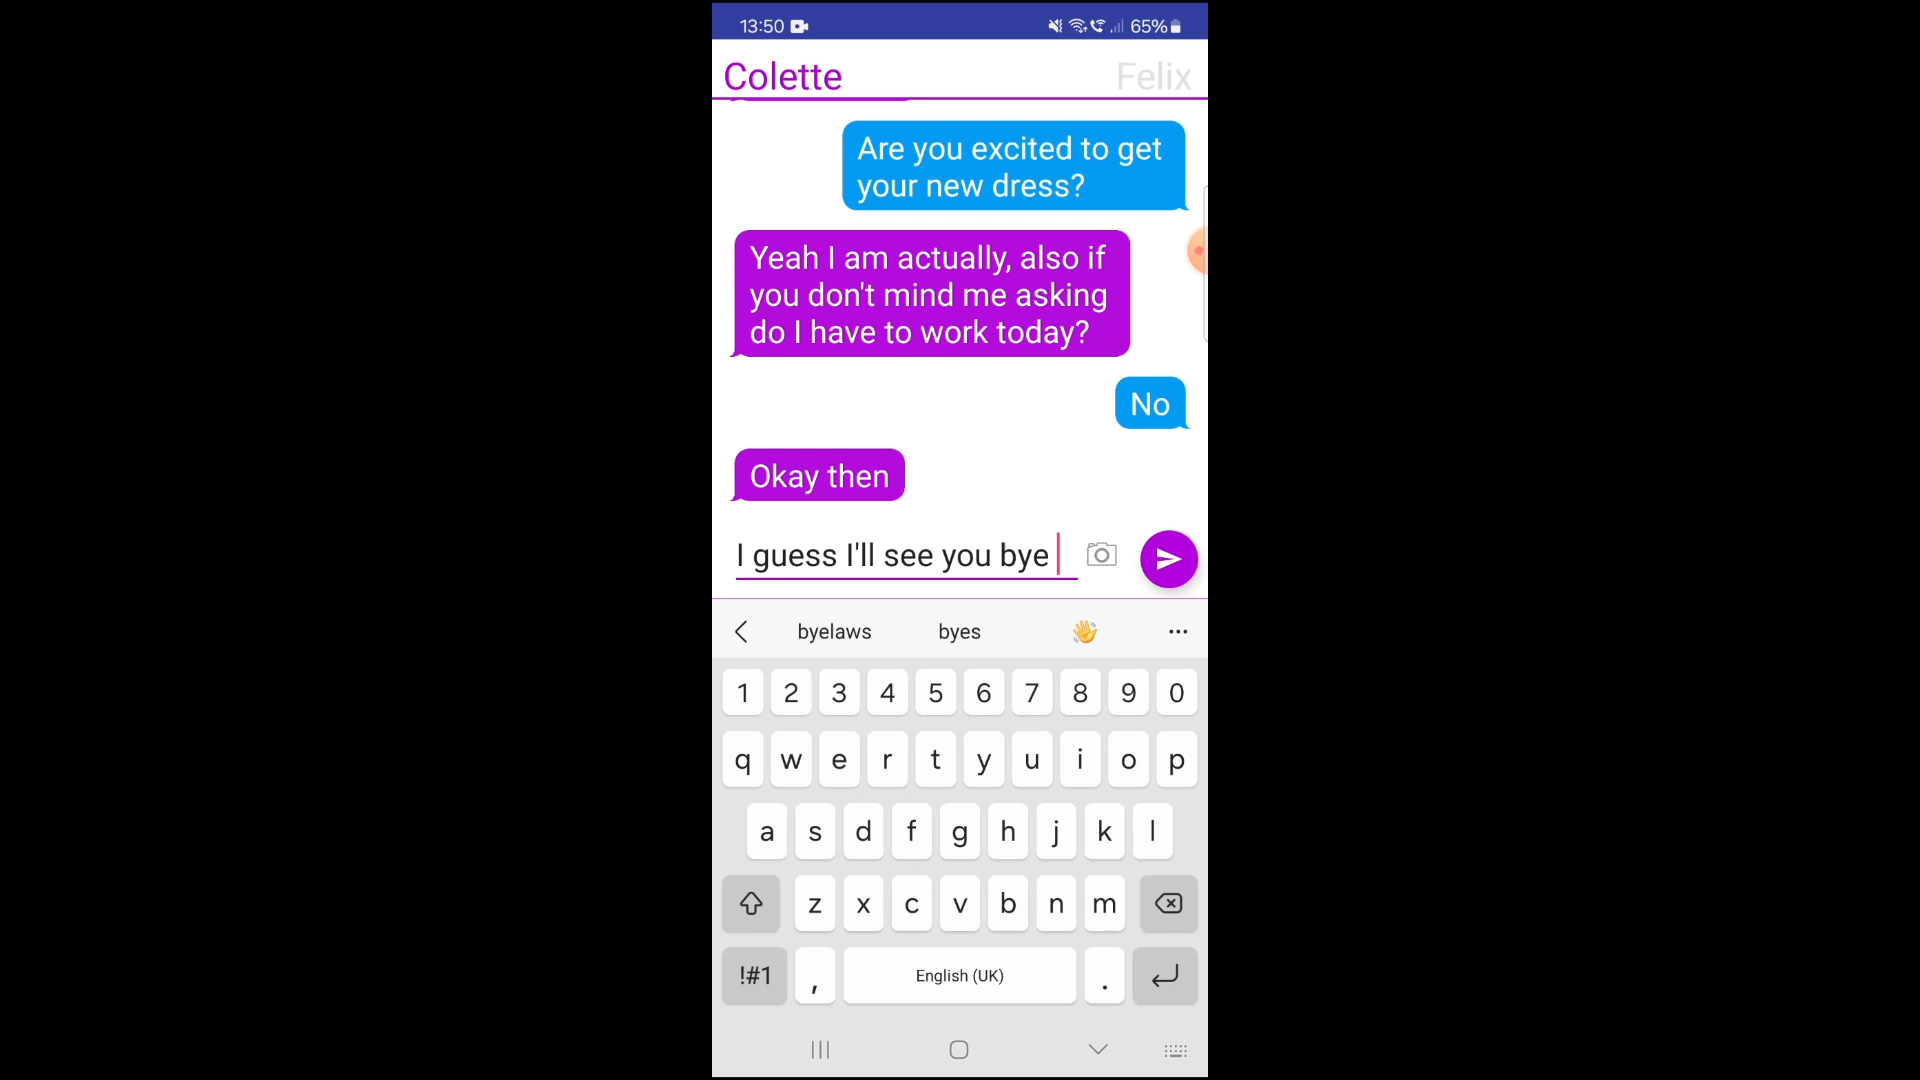 13:50 65%
Colette Felix
Are you excited to get
your new dress?
Yeah I am actually, also if
you don't mind me asking
do I have to work today?
No
Okay then
I guess I'll see you bye
byelaws byes 👋 ...
1 2 3 4 5 6 7 8 9 0
q w e r t y u i o p
a s d f g h j k l
z x c v b n m
!#1 , English (UK) .